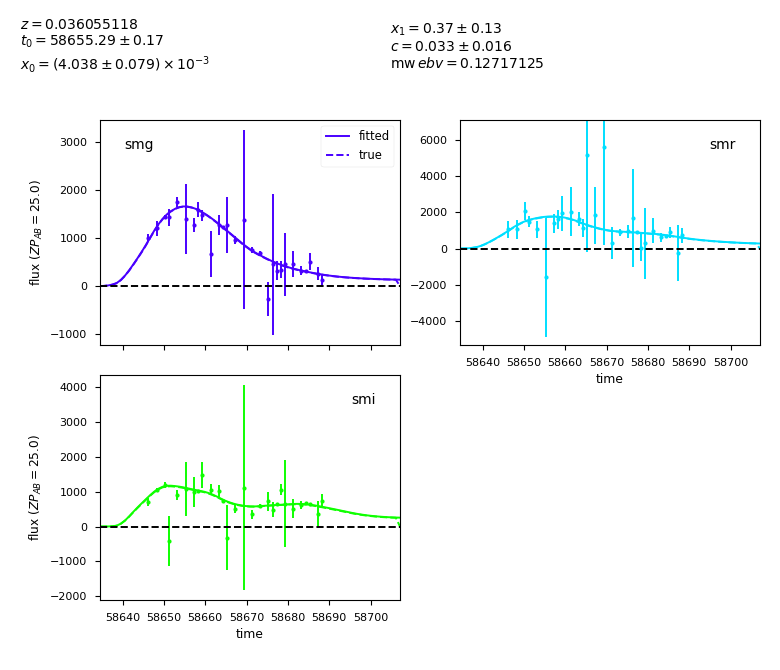 z = 0.036055118
t₀ = 58655.29 ± 0.17
x₀ = (4.038 ± 0.079) × 10⁻³
x₁ = 0.37 ± 0.13
c = 0.033 ± 0.016
mw ebv = 0.12717125
smg
fitted
true
3000
2000
1000
0
−1000
flux (ZP_AB = 25.0)
smr
6000
4000
2000
0
−2000
−4000
58640 58650 58660 58670 58680 58690 58700
time
smi
4000
3000
2000
1000
0
−1000
−2000
flux (ZP_AB = 25.0)
58640 58650 58660 58670 58680 58690 58700
time